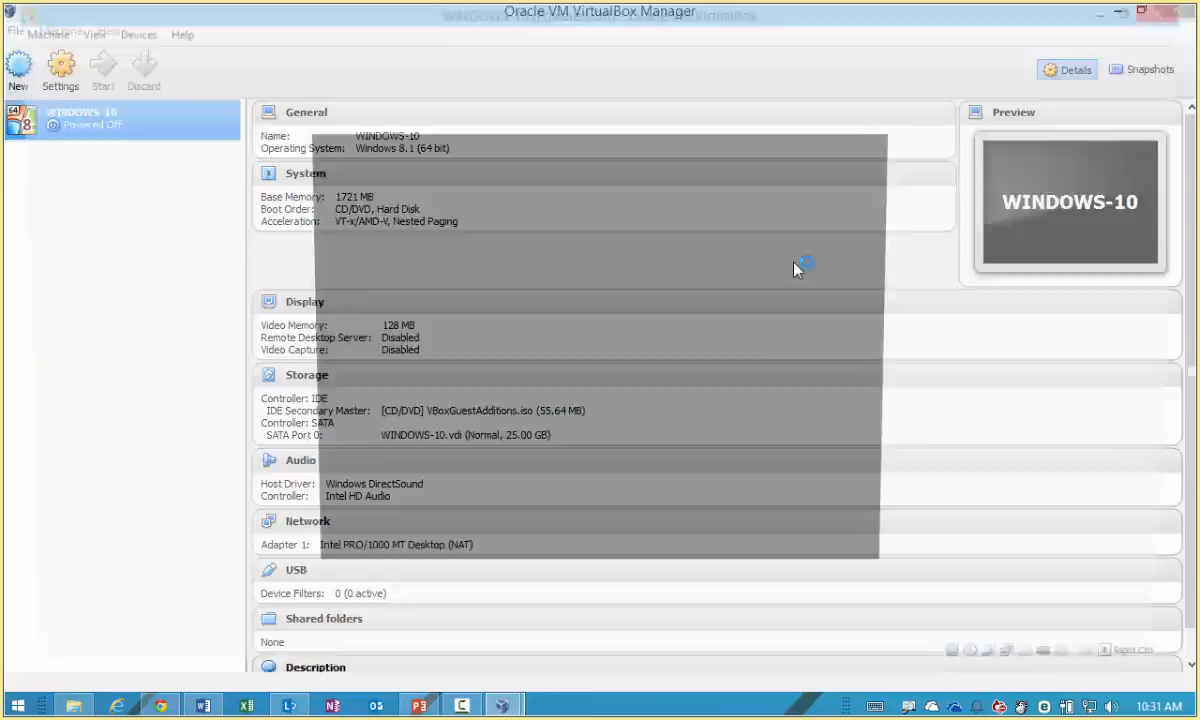 Oracle VM VirtualBox Manager
File Machine View Devices Help
New Settings Start Discard
Details Snapshots
64
8
WINDOWS-10
Powered Off
General
Name: WINDOWS-10
Operating System: Windows 8.1 (64 bit)
System
Base Memory: 1721 MB
Boot Order: CD/DVD, Hard Disk
Acceleration: VT-x/AMD-V, Nested Paging
Preview
WINDOWS-10
Display
Video Memory: 128 MB
Remote Desktop Server: Disabled
Video Capture: Disabled
Storage
Controller: IDE
IDE Secondary Master: [CD/DVD] VBoxGuestAdditions.iso (55.64 MB)
Controller: SATA
SATA Port 0: WINDOWS-10.vdi (Normal, 25.00 GB)
Audio
Host Driver: Windows DirectSound
Controller: Intel HD Audio
Network
Adapter 1: Intel PRO/1000 MT Desktop (NAT)
USB
Device Filters: 0 (0 active)
Shared folders
None
Description
10:31 AM